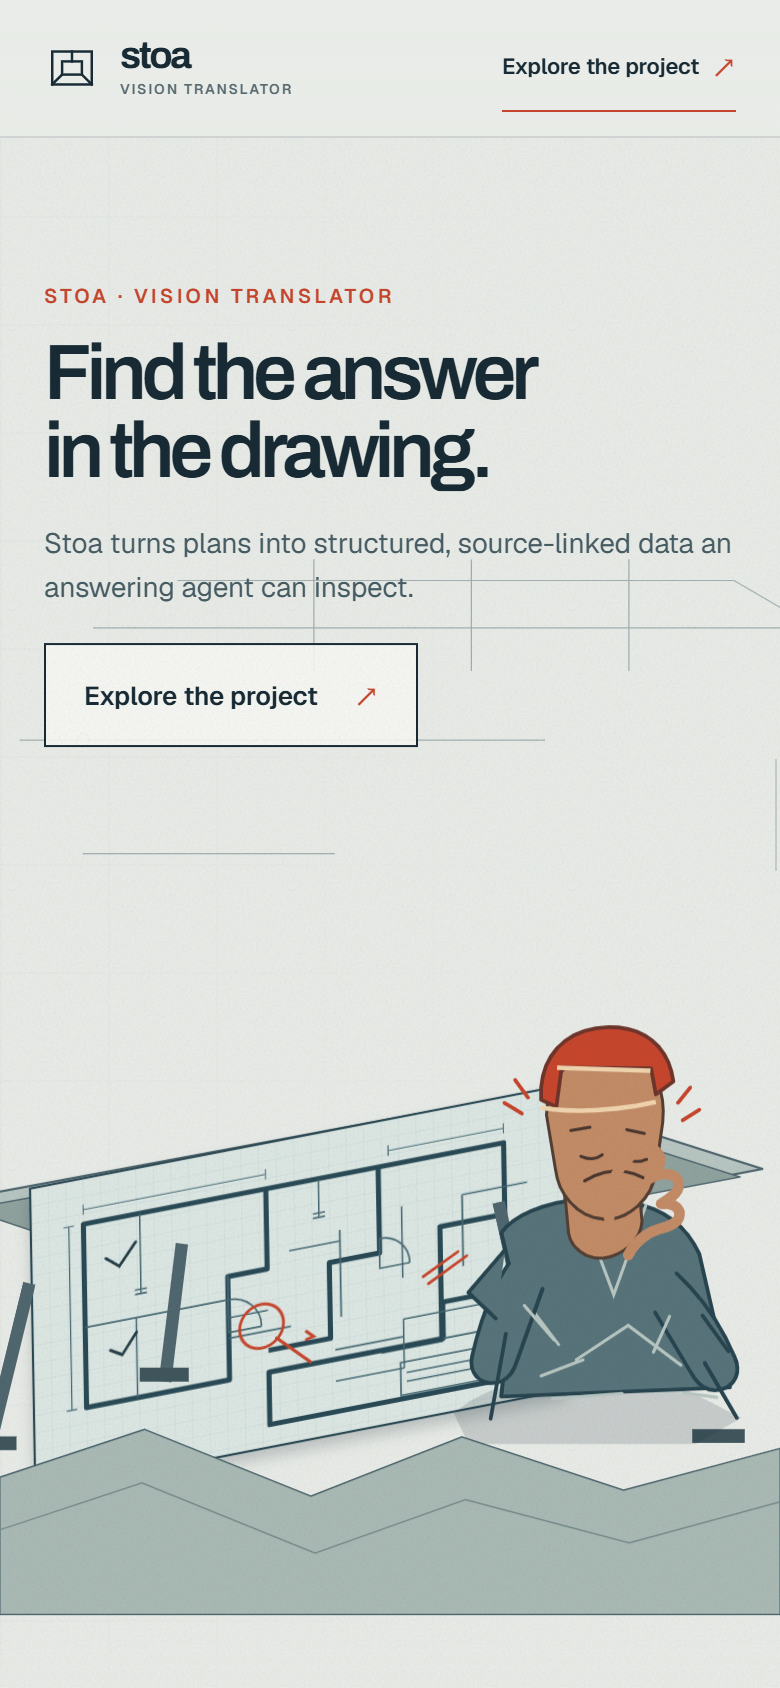 stoa
VISION TRANSLATOR
Explore the project ↗
STOA · VISION TRANSLATOR
Find the answer
in the drawing.
Stoa turns plans into structured, source-linked data an
answering agent can inspect.
Explore the project ↗